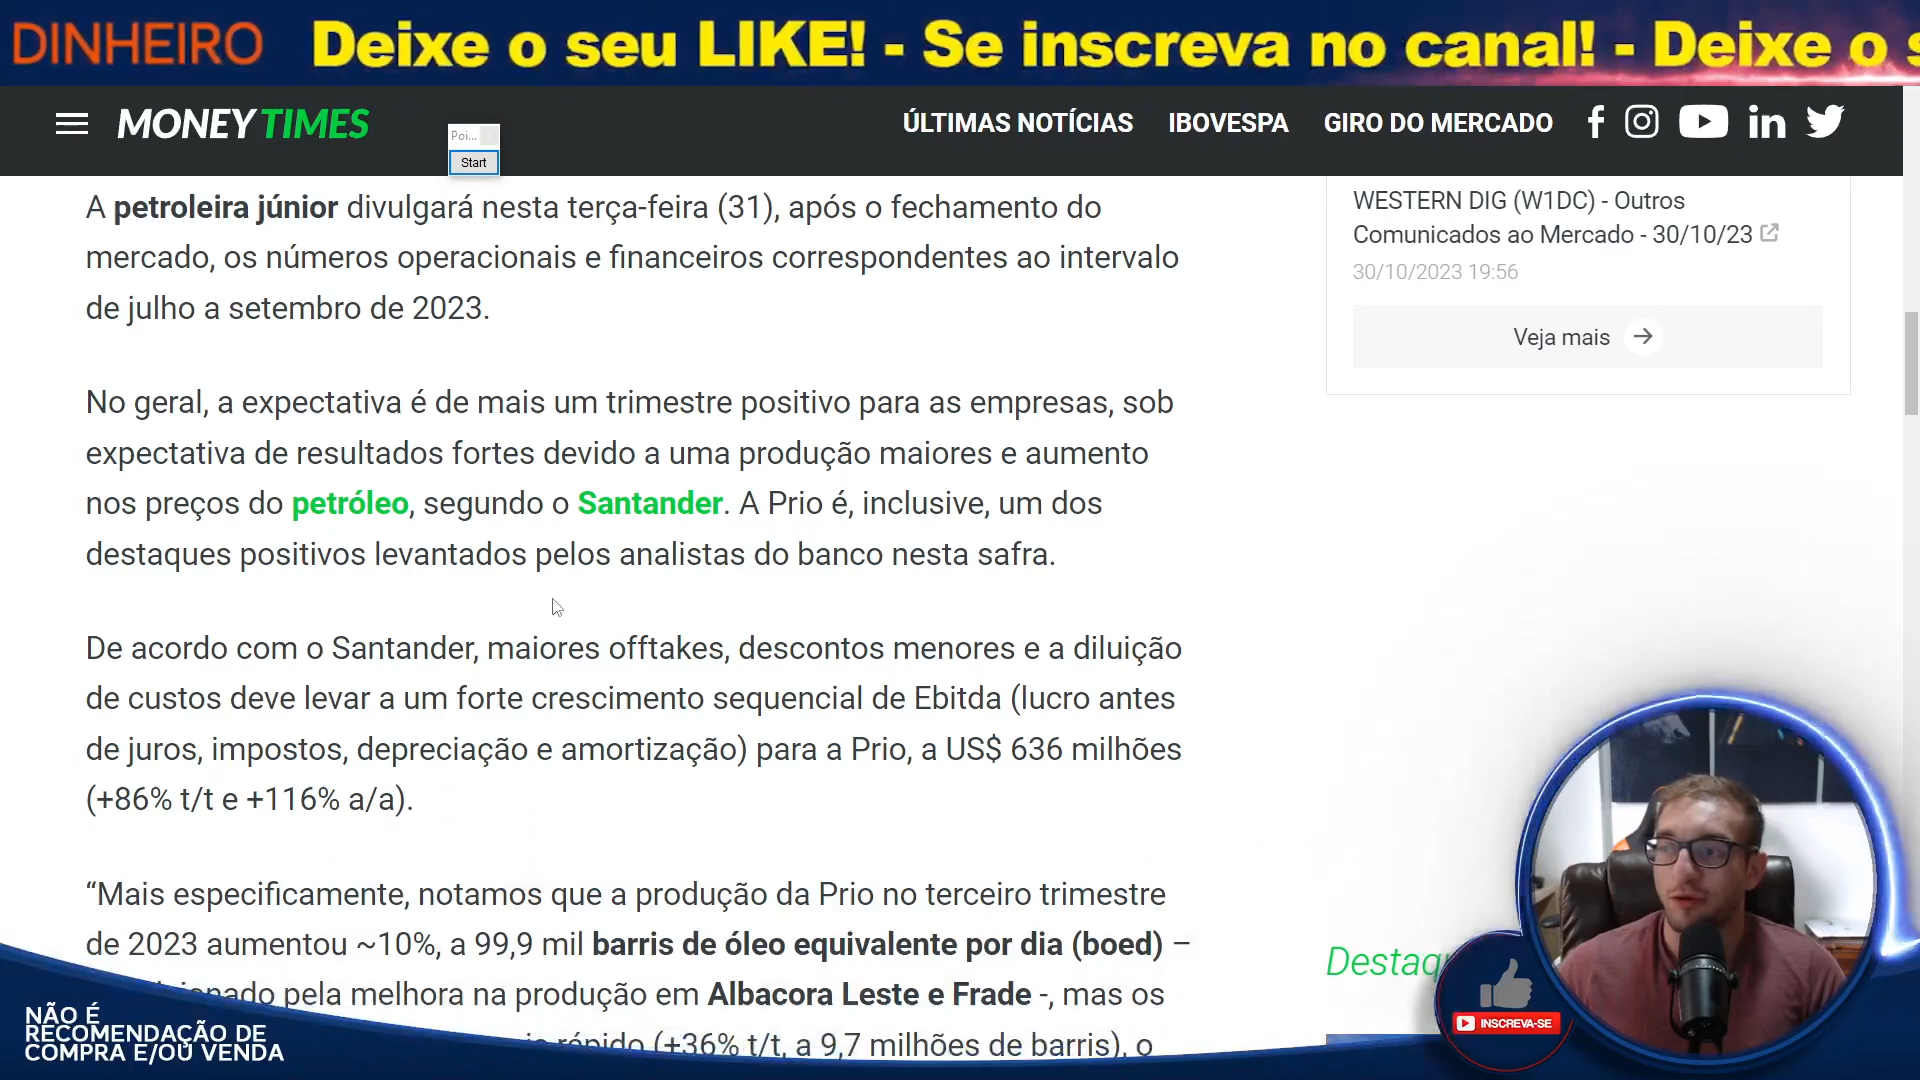 DINHEIRO
Deixe o seu LIKE! - Se inscreva no canal! - Deixe o s
MONEY TIMES
ÚLTIMAS NOTÍCIAS IBOVESPA GIRO DO MERCADO
Poi...
Start
A petroleira júnior divulgará nesta terça-feira (31), após o fechamento do
mercado, os números operacionais e financeiros correspondentes ao intervalo
de julho a setembro de 2023.
No geral, a expectativa é de mais um trimestre positivo para as empresas, sob
expectativa de resultados fortes devido a uma produção maiores e aumento
nos preços do petróleo, segundo o Santander. A Prio é, inclusive, um dos
destaques positivos levantados pelos analistas do banco nesta safra.
De acordo com o Santander, maiores offtakes, descontos menores e a diluição
de custos deve levar a um forte crescimento sequencial de Ebitda (lucro antes
de juros, impostos, depreciação e amortização) para a Prio, a US$ 636 milhões
(+86% t/t e +116% a/a).
“Mais especificamente, notamos que a produção da Prio no terceiro trimestre
de 2023 aumentou ~10%, a 99,9 mil barris de óleo equivalente por dia (boed) –
pela melhora na produção em Albacora Leste e Frade -, mas os
rápido (+36% t/t, a 9,7 milhões de barris), o
WESTERN DIG (W1DC) - Outros
Comunicados ao Mercado - 30/10/23
30/10/2023 19:56
Veja mais
Destaq
INSCREVA-SE
NÃO É
RECOMENDAÇÃO DE
COMPRA E/OU VENDA